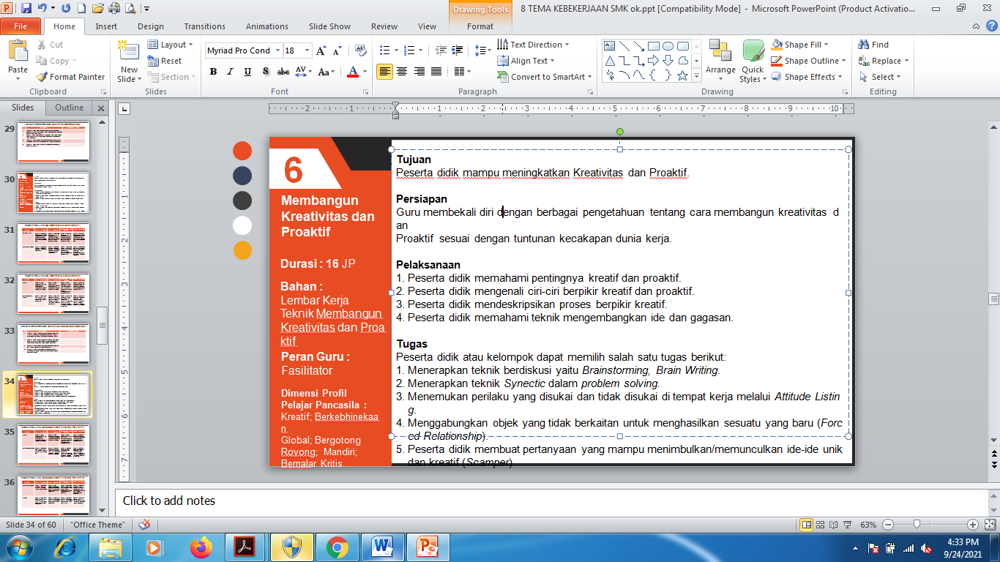 8 TEMA KEBEKERJAAN SMK ok.ppt [Compatibility Mode] - Microsoft PowerPoint (Product Activatio...
Drawing Tools
File Home Insert Design Transitions Animations Slide Show Review View Format
Paste
Cut
Copy
Format Painter
Clipboard
New Slide
Layout
Reset
Section
Slides
Myriad Pro Cond 18
Font
Text Direction
Align Text
Convert to SmartArt
Paragraph
Arrange
Quick Styles
Shape Fill
Shape Outline
Shape Effects
Drawing
Find
Replace
Select
Editing
Slides Outline
29
30
31
32
33
34
35
36
6
Membangun
Kreativitas dan
Proaktif
Durasi : 16 JP
Bahan :
Lembar Kerja
Teknik Membangun
Kreativitas dan Proa
ktif
Peran Guru :
Fasilitator
Dimensi Profil
Pelajar Pancasila :
Kreatif; Berkebhinekaa
n
Global; Bergotong
Royong; Mandiri;
Bernalar Kritis.
Tujuan
Peserta didik mampu meningkatkan Kreativitas dan Proaktif.
Persiapan
Guru membekali diri dengan berbagai pengetahuan tentang cara membangun kreativitas d
an
Proaktif sesuai dengan tuntunan kecakapan dunia kerja.
Pelaksanaan
1. Peserta didik memahami pentingnya kreatif dan proaktif.
2. Peserta didik mengenali ciri-ciri berpikir kreatif dan proaktif.
3. Peserta didik mendeskripsikan proses berpikir kreatif.
4. Peserta didik memahami teknik mengembangkan ide dan gagasan.
Tugas
Peserta didik atau kelompok dapat memilih salah satu tugas berikut:
1. Menerapkan teknik berdiskusi yaitu Brainstorming, Brain Writing.
2. Menerapkan teknik Synectic dalam problem solving.
3. Menemukan perilaku yang disukai dan tidak disukai di tempat kerja melalui Attitude Listin
g.
4. Menggabungkan objek yang tidak berkaitan untuk menghasilkan sesuatu yang baru (Forc
ed Relationship).
5. Peserta didik membuat pertanyaan yang mampu menimbulkan/memunculkan ide-ide unik
dan kreatif (Scamper)
Click to add notes
Slide 34 of 60 "Office Theme" 63%
4:33 PM
9/24/2021